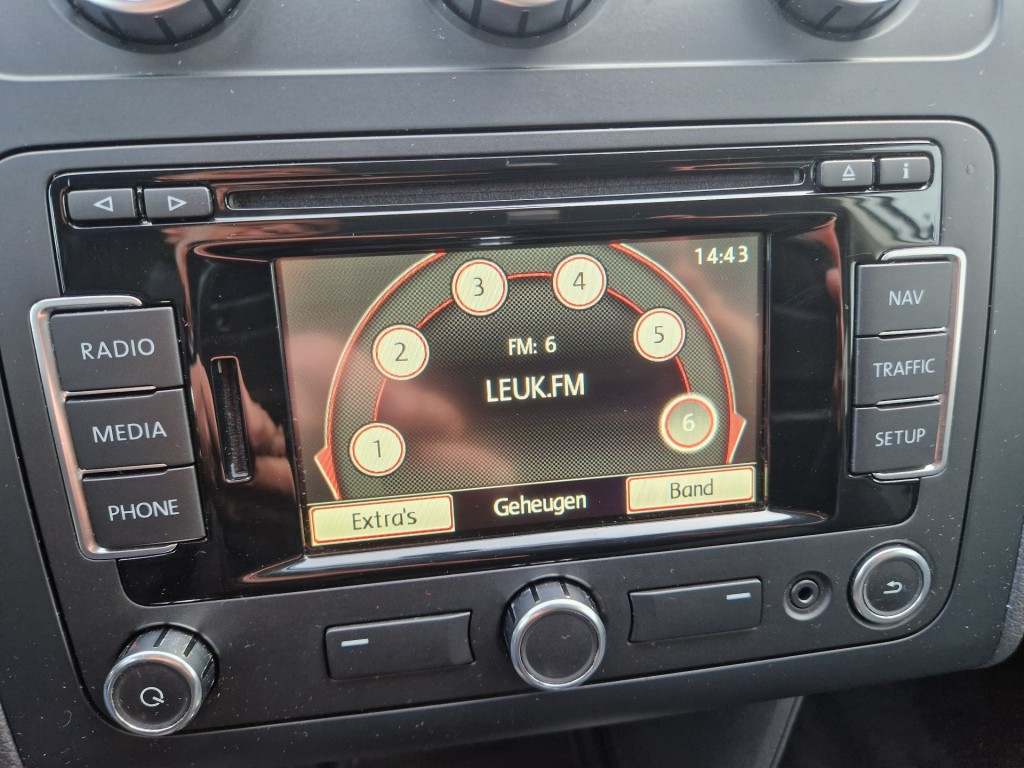 14:43
3
4
2
5
FM: 6
LEUK.FM
1
6
Extra's
Geheugen
Band
RADIO
MEDIA
PHONE
NAV
TRAFFIC
SETUP
i